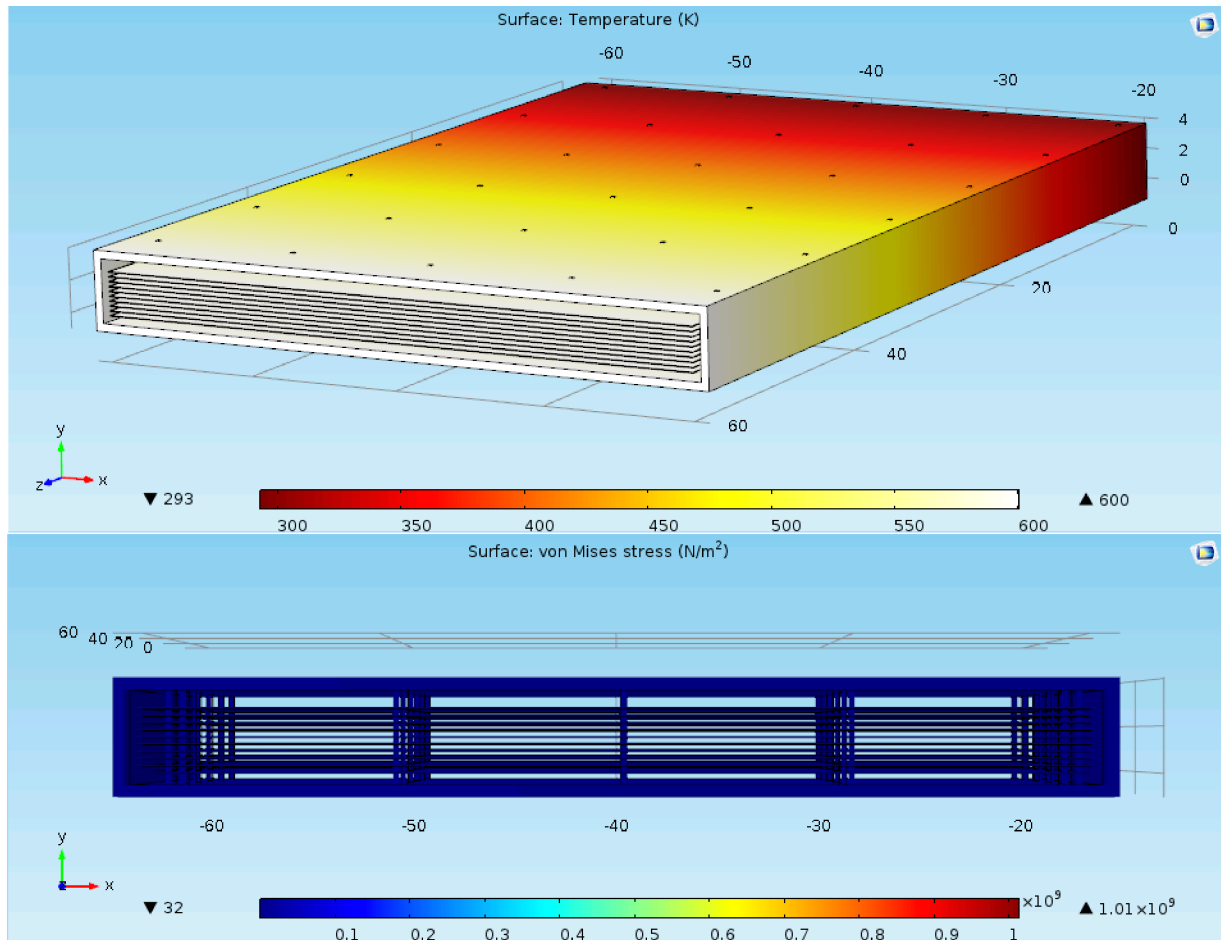 Surface: Temperature (K)
-60
-50
-40
-30
-20
4
2
0
0
20
40
60
y
z x
▼ 293
▲ 600
300 350 400 450 500 550 600
Surface: von Mises stress (N/m²)
60 40 20 0
-60 -50 -40 -30 -20
y
z x
▼ 32
×10⁹
▲ 1.01×10⁹
0.1 0.2 0.3 0.4 0.5 0.6 0.7 0.8 0.9 1